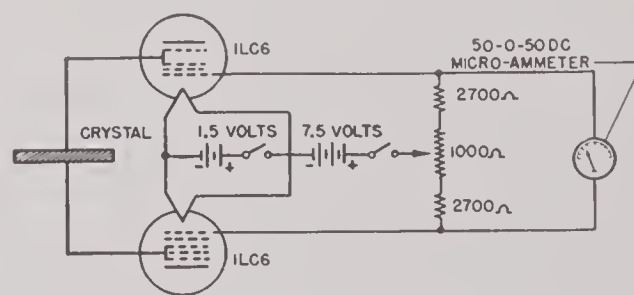 1LC6
50-0-50 DC
MICRO-AMMETER
2700Ω
CRYSTAL
1.5 VOLTS
7.5 VOLTS
1000Ω
- +
- +
2700Ω
1LC6